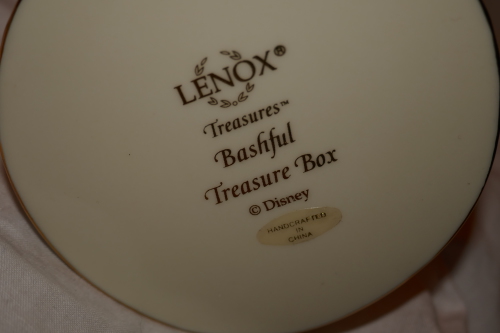 LENOX®
Treasures™
Bashful
Treasure Box
© Disney
HANDCRAFTED
IN
CHINA